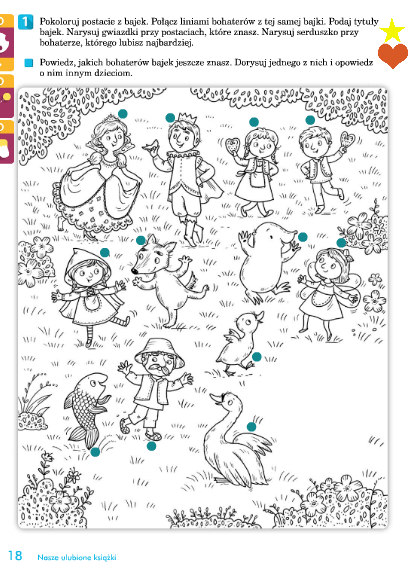 1 Pokoloruj postacie z bajek. Połącz liniami bohaterów z tej samej bajki. Podaj tytuły
bajek. Narysuj gwiazdki przy postaciach, które znasz. Narysuj serduszko przy
bohaterze, którego lubisz najbardziej.
Powiedz, jakich bohaterów bajek jeszcze znasz. Dorysuj jednego z nich i opowiedz
o nim innym dzieciom.
18 Nasze ulubione książki